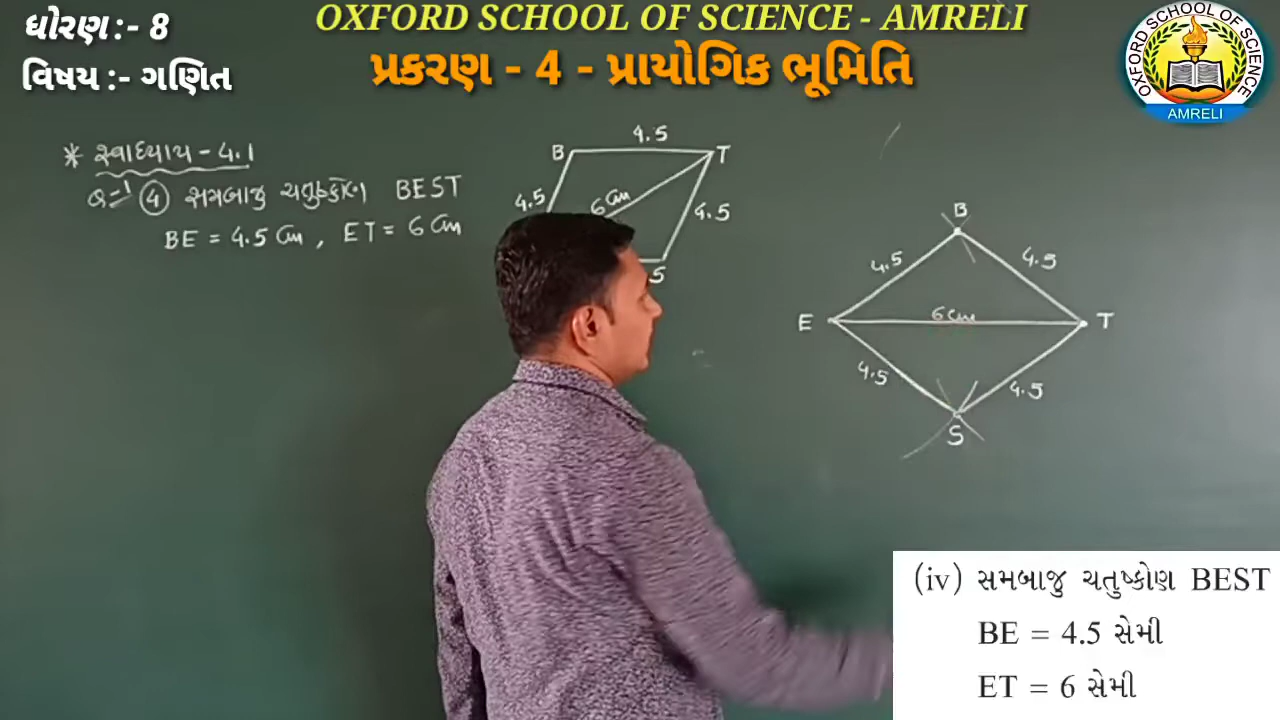 ધોરણ :- 8
વિષય :- ગણિત
OXFORD SCHOOL OF SCIENCE - AMRELI
પ્રકરણ - 4 - પ્રાયોગિક ભૂમિતિ
OXFORD SCHOOL OF SCIENCE
AMRELI
* સ્વાધ્યાય - 4.1
Q=1 (4) સમબાજુ ચતુષ્કોણ BEST
BE = 4.5 cm, ET = 6 cm
4.5
B
T
4.5
6 cm
4.5
S
B
4.5
4.5
E
6 cm
T
4.5
4.5
S
(iv) સમબાજુ ચતુષ્કોણ BEST
BE = 4.5 સેમી
ET = 6 સેમી